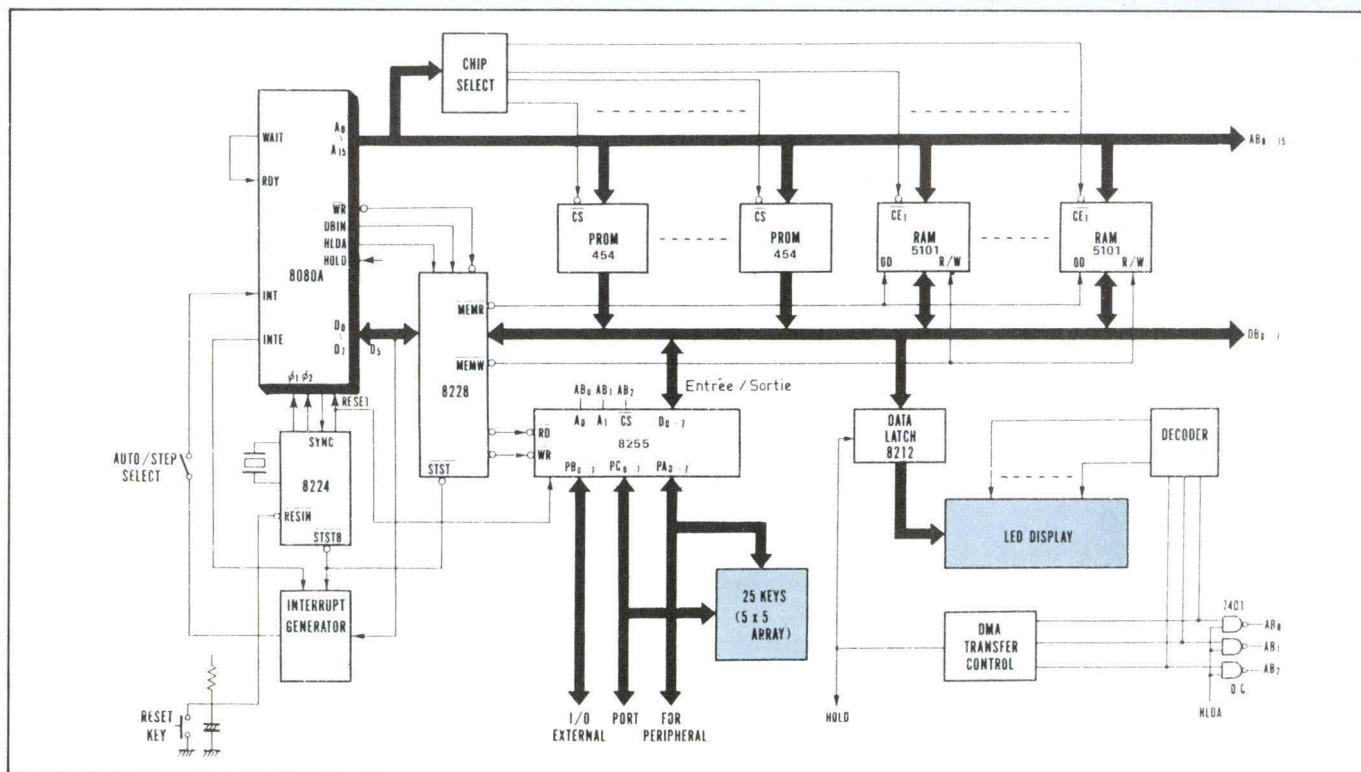 CHIP
SELECT
WAIT
RDY
A0
A15
WR
DBIN
HLDA
HOLD
8080A
INT
INTE
D0
D7
D5
ϕ1 ϕ2
RESET
SYNC
8224
RESIN
STSTB
AUTO/STEP
SELECT
INTERRUPT
GENERATOR
RESET
KEY
MEMR
MEMW
8228
STST
CS
PROM
454
CS
PROM
454
CE1
RAM
5101
OD R/W
CE1
RAM
5101
OD R/W
AB0 15
DB0 7
Entrée / Sortie
AB0 AB1 AB2
A0 A1 CS D0-7
8255
RD
WR
PB0 7 PC0 7 PA0-7
25 KEYS
(5 x 5
ARRAY)
I/O PORT FOR
EXTERNAL PERIPHERAL
DATA
LATCH
8212
DECODER
LED DISPLAY
DMA
TRANSFER
CONTROL
HOLD
7401
AB0
AB1
AB2
HLDA